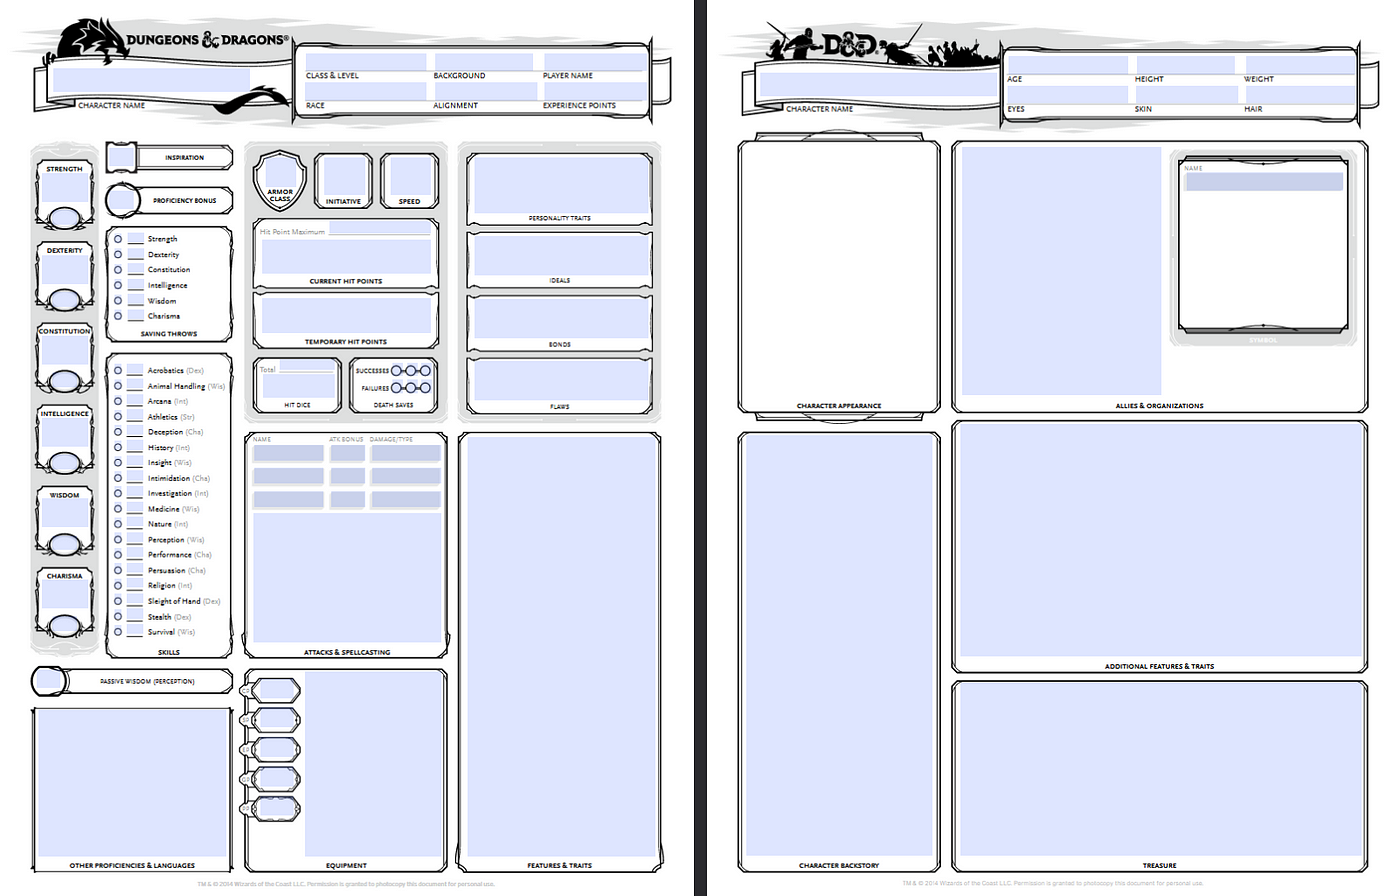 DUNGEONS & DRAGONS®
CLASS & LEVEL BACKGROUND PLAYER NAME
CHARACTER NAME
RACE ALIGNMENT EXPERIENCE POINTS
STRENGTH
DEXTERITY
CONSTITUTION
INTELLIGENCE
WISDOM
CHARISMA
INSPIRATION
PROFICIENCY BONUS
Strength
Dexterity
Constitution
Intelligence
Wisdom
Charisma
SAVING THROWS
Acrobatics (Dex)
Animal Handling (Wis)
Arcana (Int)
Athletics (Str)
Deception (Cha)
History (Int)
Insight (Wis)
Intimidation (Cha)
Investigation (Int)
Medicine (Wis)
Nature (Int)
Perception (Wis)
Performance (Cha)
Persuasion (Cha)
Religion (Int)
Sleight of Hand (Dex)
Stealth (Dex)
Survival (Wis)
SKILLS
PASSIVE WISDOM (PERCEPTION)
OTHER PROFICIENCIES & LANGUAGES
ARMOR
CLASS
INITIATIVE
SPEED
Hit Point Maximum
CURRENT HIT POINTS
TEMPORARY HIT POINTS
Total
HIT DICE
SUCCESSES
FAILURES
DEATH SAVES
NAME ATK BONUS DAMAGE/TYPE
ATTACKS & SPELLCASTING
CP
SP
EP
GP
PP
EQUIPMENT
PERSONALITY TRAITS
IDEALS
BONDS
FLAWS
FEATURES & TRAITS
TM & © 2014 Wizards of the Coast LLC. Permission is granted to photocopy this document for personal use.
D&D®
AGE HEIGHT WEIGHT
CHARACTER NAME
EYES SKIN HAIR
CHARACTER APPEARANCE
NAME
SYMBOL
ALLIES & ORGANIZATIONS
CHARACTER BACKSTORY
ADDITIONAL FEATURES & TRAITS
TREASURE
TM & © 2014 Wizards of the Coast LLC. Permission is granted to photocopy this document for personal use.